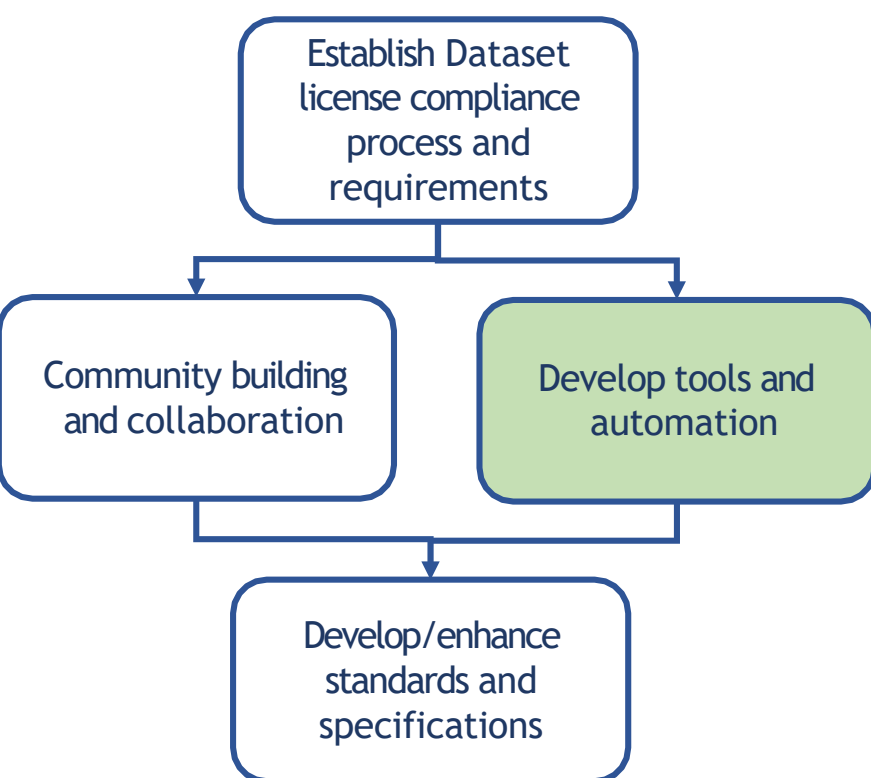 Establish Dataset
license compliance
process and
requirements
Community building
and collaboration
Develop tools and
automation
Develop/enhance
standards and
specifications